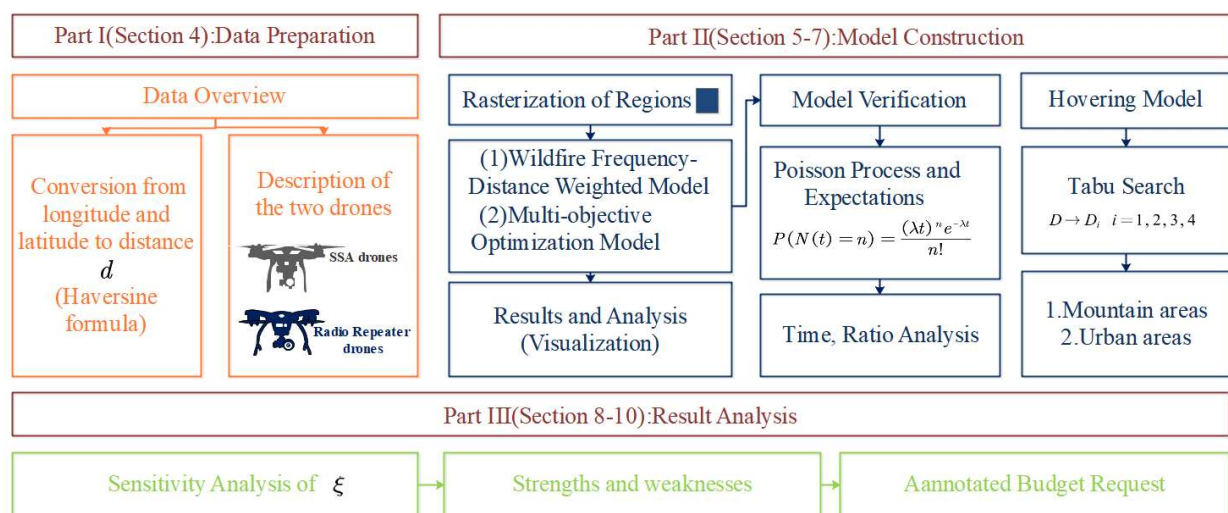 Part I(Section 4):Data Preparation
Part II(Section 5-7):Model Construction
Data Overview
Conversion from
longitude and
latitude to distance
d
(Haversine
formula)
Description of
the two drones
SSA drones
Radio Repeater
drones
Rasterization of Regions
(1)Wildfire Frequency-
Distance Weighted Model
(2)Multi-objective
Optimization Model
Results and Analysis
(Visualization)
Model Verification
Poisson Process and
Expectations
P(N(t) = n) = (λt)^n e^{-λt} / n!
Time, Ratio Analysis
Hovering Model
Tabu Search
D → D_i i = 1, 2, 3, 4
1.Mountain areas
2.Urban areas
Part III(Section 8-10):Result Analysis
Sensitivity Analysis of ξ
Strengths and weaknesses
Aannotated Budget Request